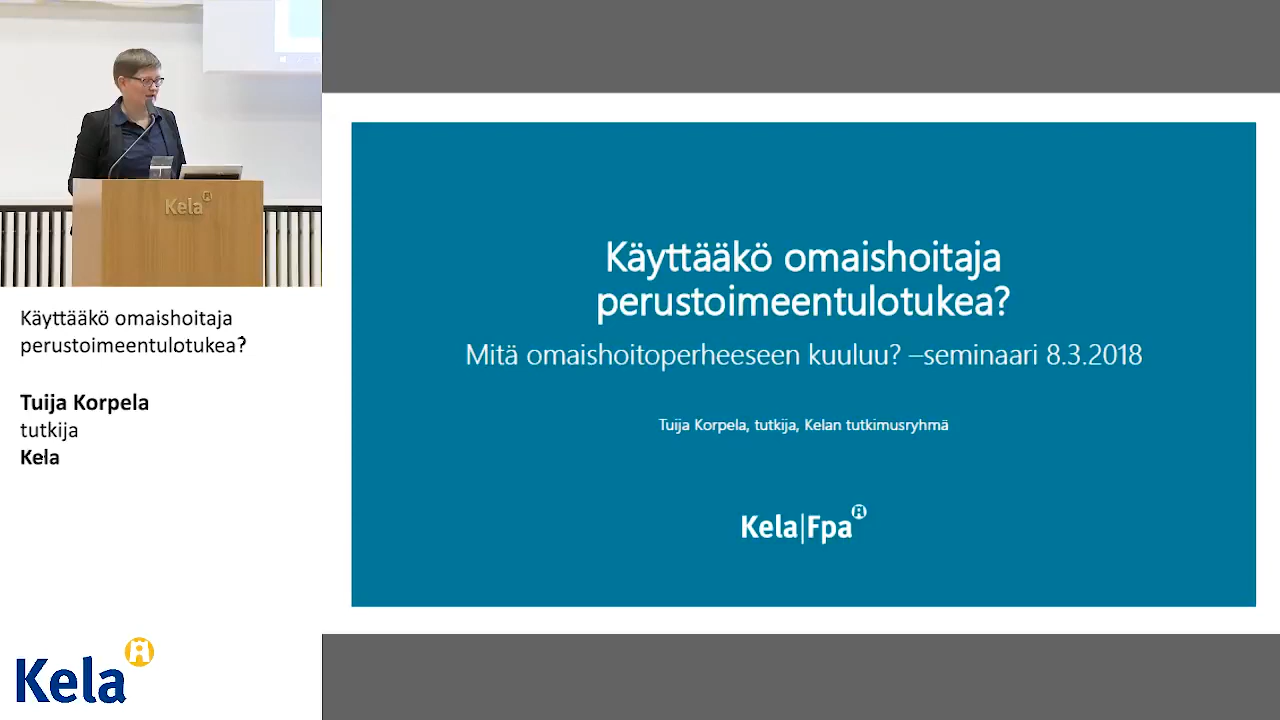 Kela
Käyttääkö omaishoitaja
perustoimeentulotukea?
Tuija Korpela
tutkija
Kela
Kela
Käyttääkö omaishoitaja
perustoimeentulotukea?
Mitä omaishoitoperheeseen kuuluu? –seminaari 8.3.2018
Tuija Korpela, tutkija, Kelan tutkimusryhmä
Kela|Fpa